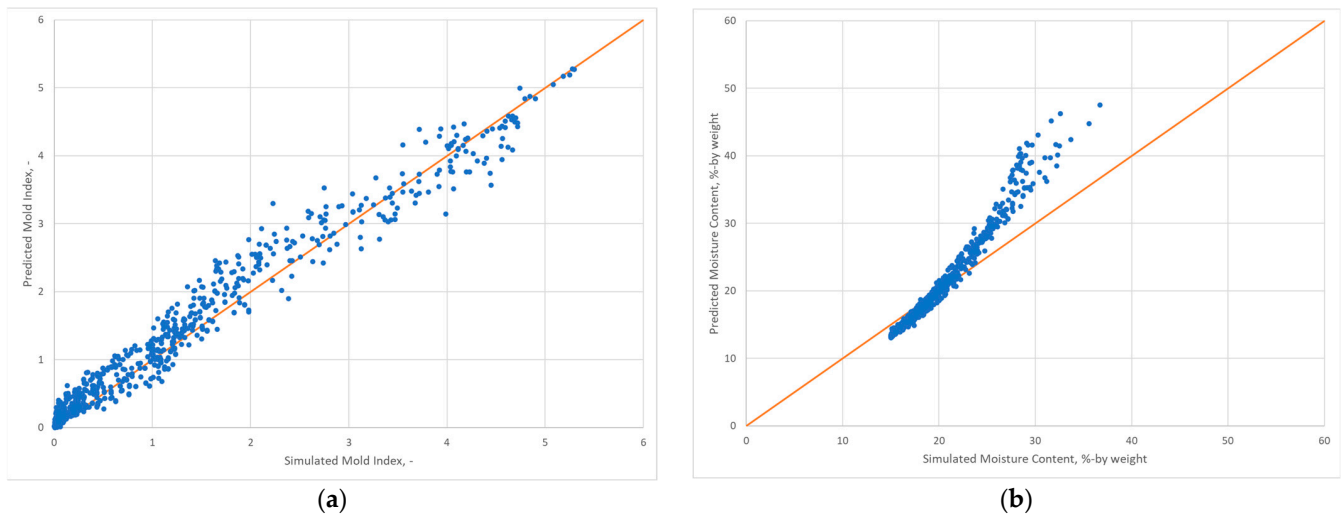 6
5
4
3
2
1
0
Predicted Mold Index, -
0 1 2 3 4 5 6
Simulated Mold Index, -
(a)
60
50
40
30
20
10
0
Predicted Moisture Content, %-by weight
0 10 20 30 40 50 60
Simulated Moisture Content, %-by weight
(b)